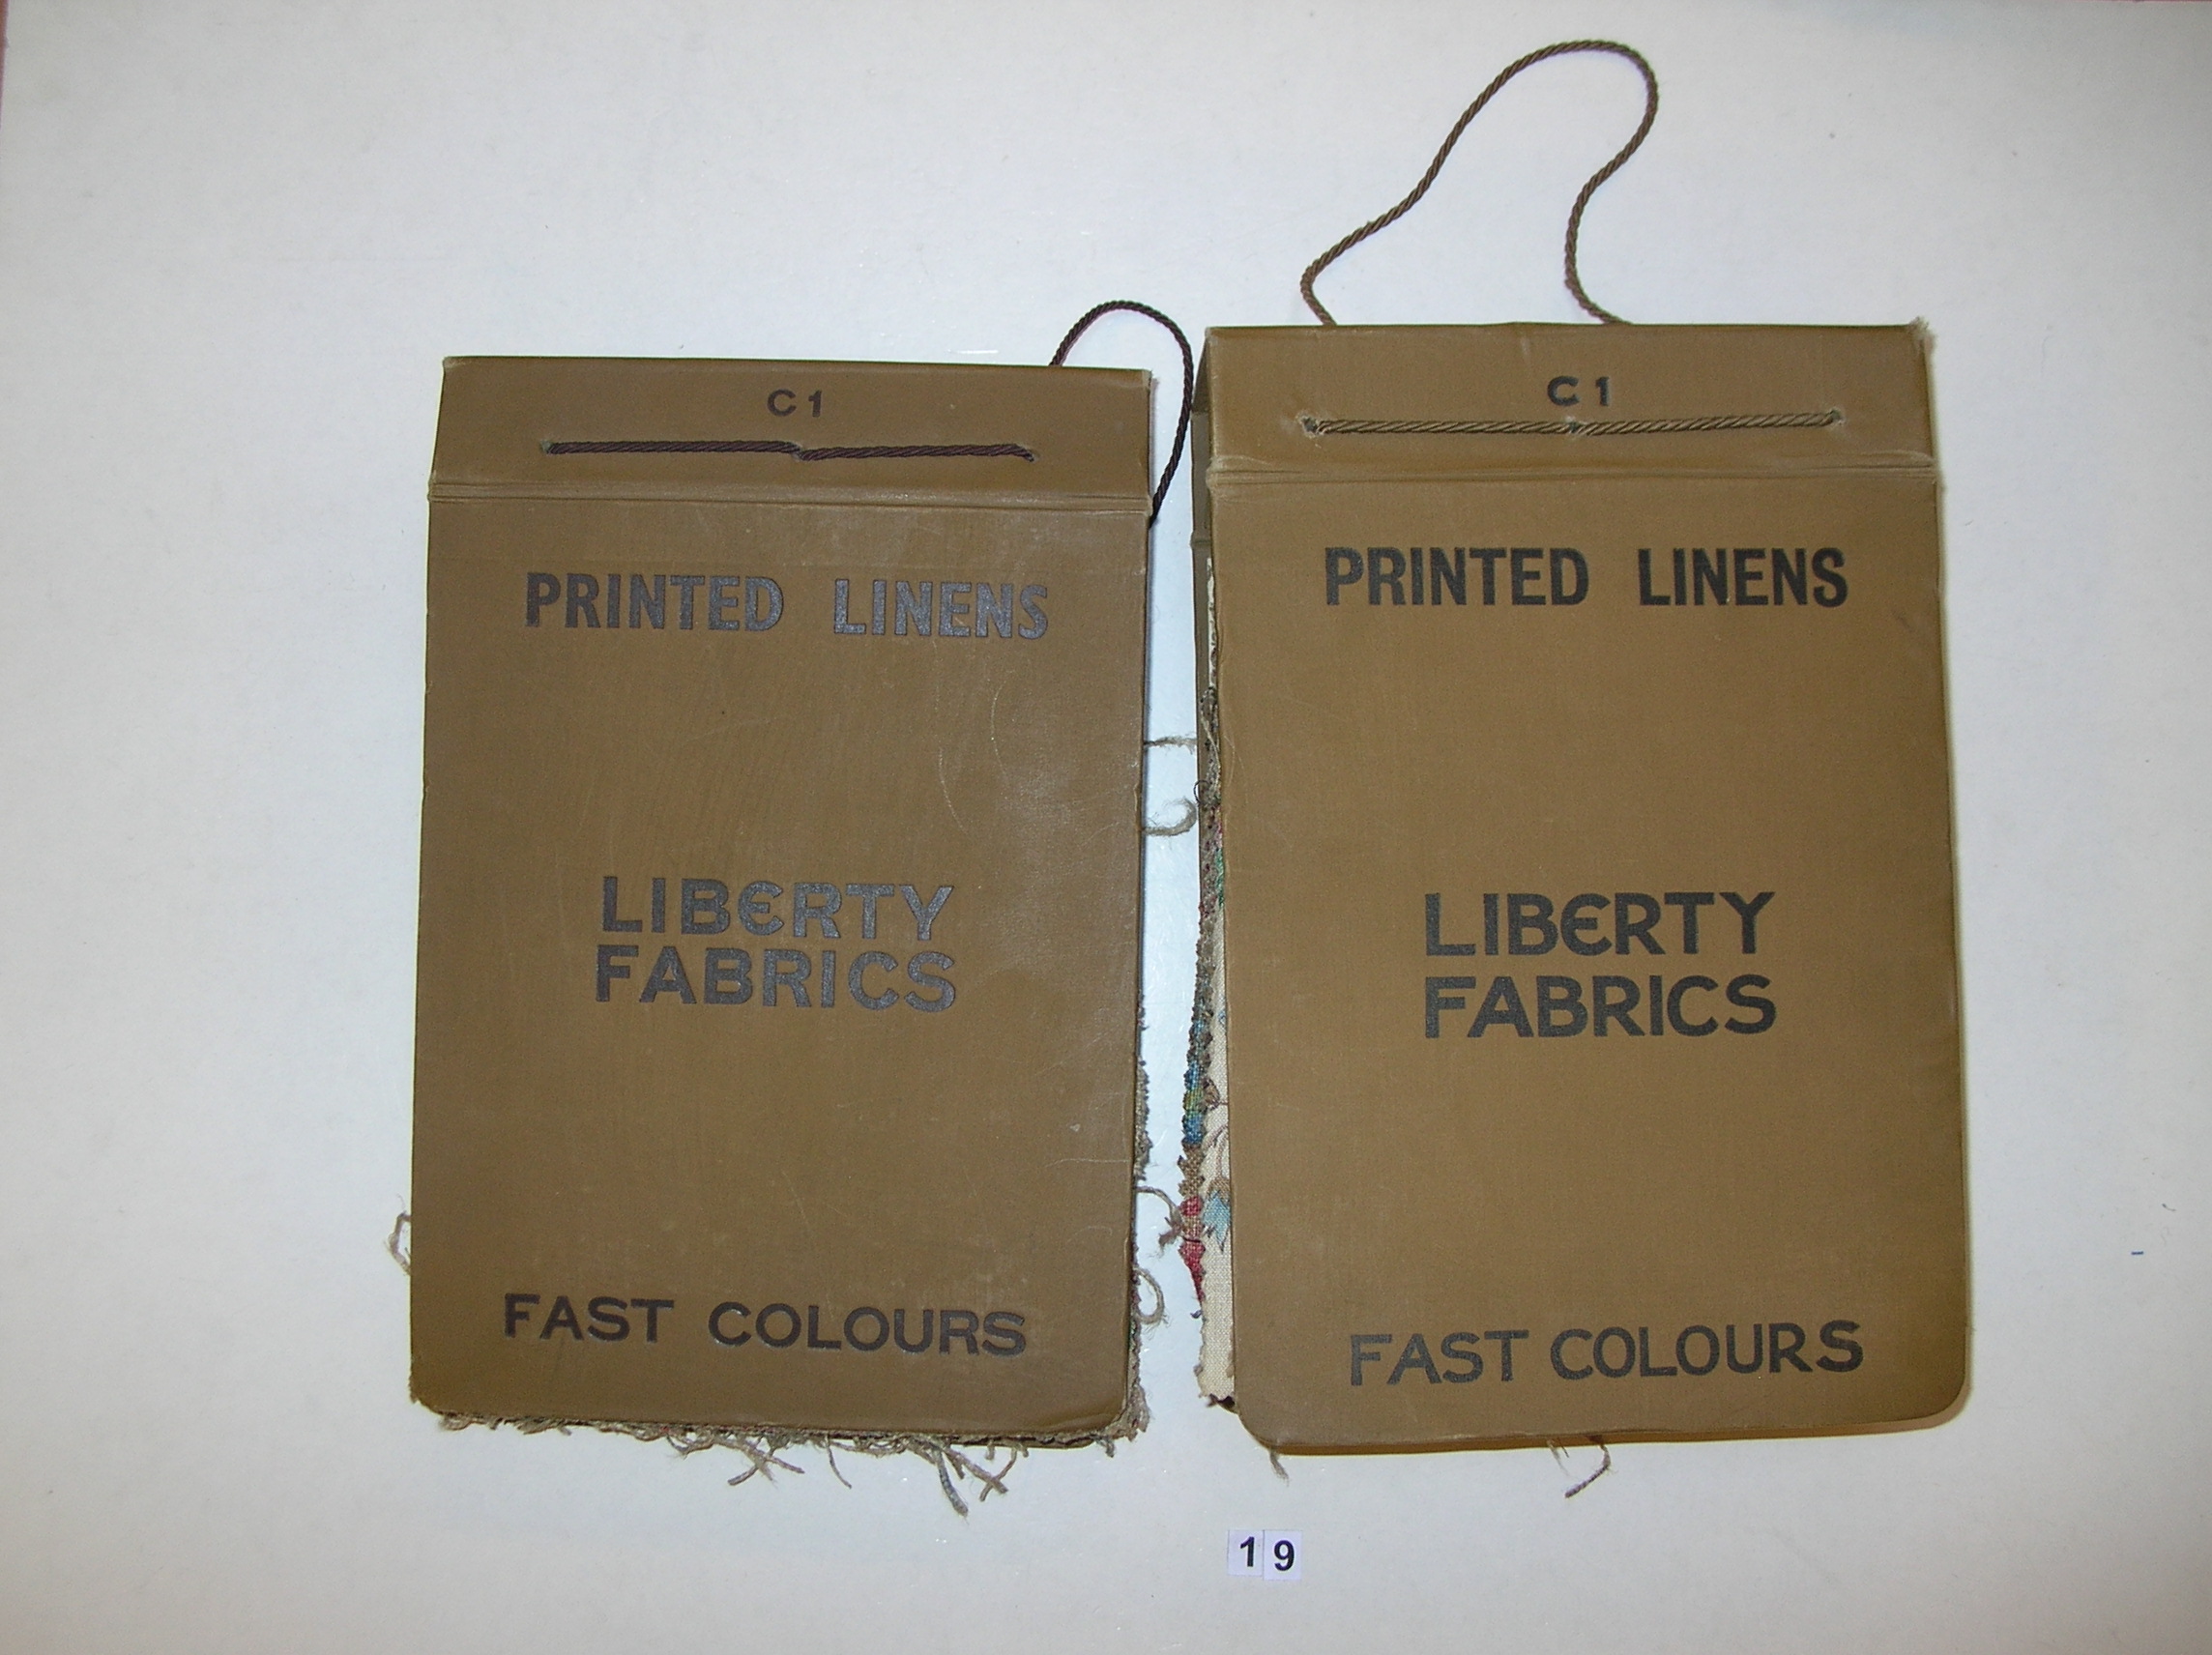 C1
PRINTED LINENS
LIBERTY
FABRICS
FAST COLOURS
C1
PRINTED LINENS
LIBERTY
FABRICS
FAST COLOURS
19